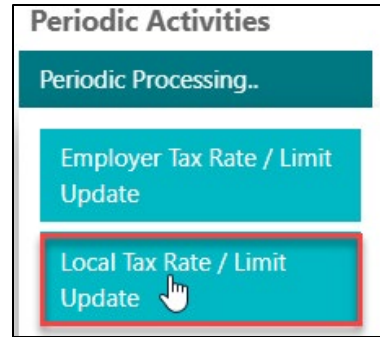 Periodic Activities
Periodic Processing..
Employer Tax Rate / Limit
Update
Local Tax Rate / Limit
Update